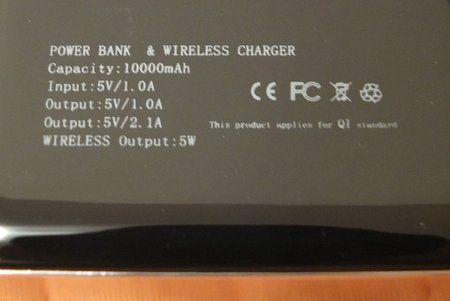 POWER BANK & WIRELESS CHARGER
Capacity:10000mAh
Input:5V/1.0A
Output:5V/1.0A
Output:5V/2.1A
WIRELESS Output:5W
CE FC
This product applies for QI standard